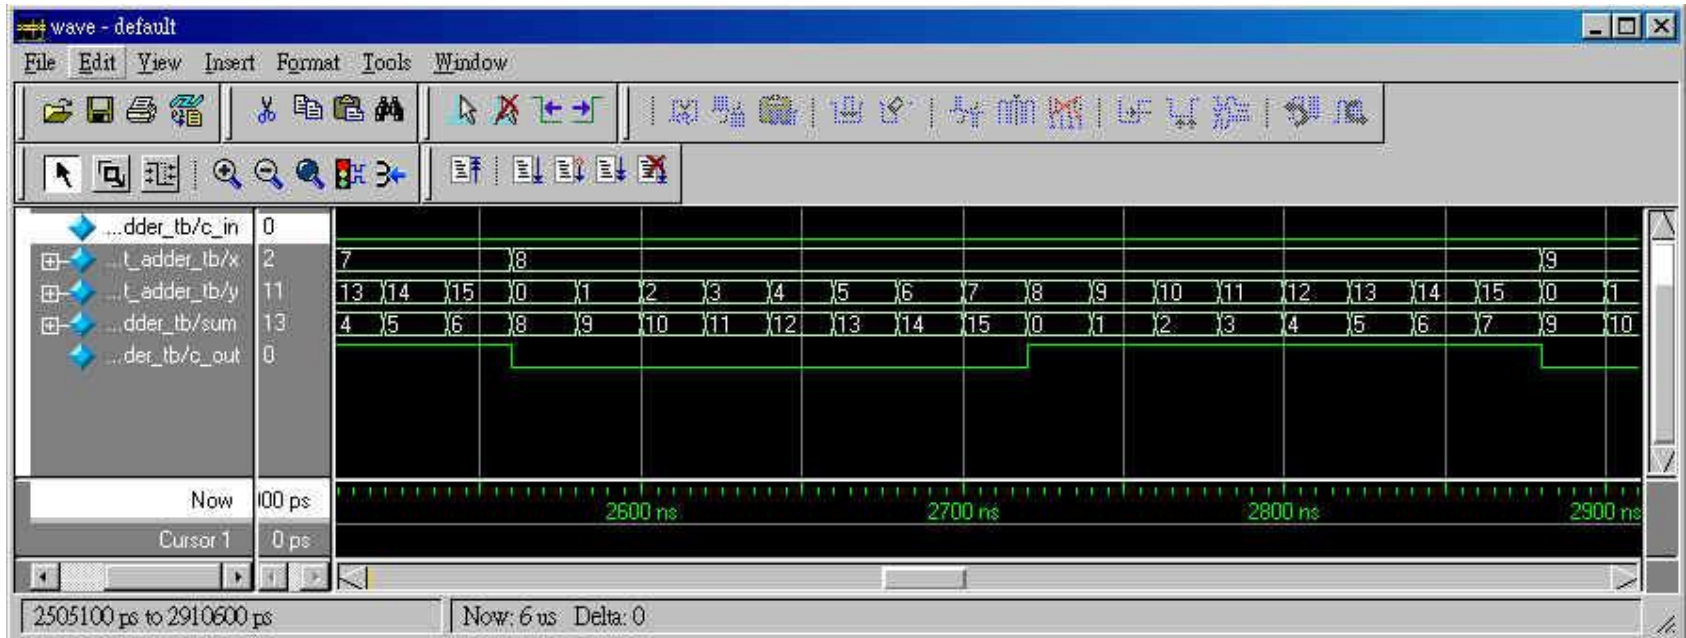 wave - default
File Edit View Insert Format Tools Window
...dder_tb/c_in 0
...t_adder_tb/x 2 7 8 9
...t_adder_tb/y 11 13 14 15 0 1 2 3 4 5 6 7 8 9 10 11 12 13 14 15 0 1
...dder_tb/sum 13 4 5 6 8 9 10 11 12 13 14 15 0 1 2 3 4 5 6 7 9 10
...der_tb/c_out 0
Now 000 ps 2600 ns 2700 ns 2800 ns 2900 ns
Cursor 1 0 ps
2505100 ps to 2910600 ps Now: 6 us Delta: 0